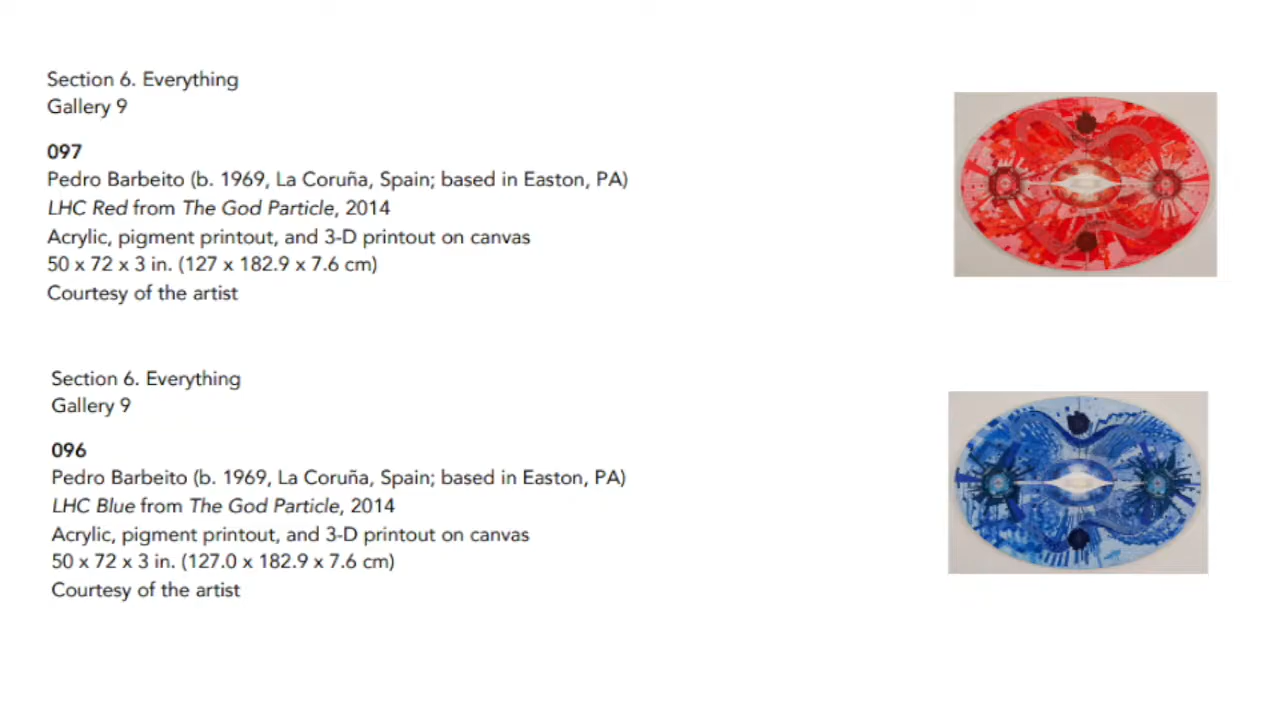 Section 6. Everything
Gallery 9
097
Pedro Barbeito (b. 1969, La Coruña, Spain; based in Easton, PA)
LHC Red from The God Particle, 2014
Acrylic, pigment printout, and 3-D printout on canvas
50 x 72 x 3 in. (127 x 182.9 x 7.6 cm)
Courtesy of the artist
Section 6. Everything
Gallery 9
096
Pedro Barbeito (b. 1969, La Coruña, Spain; based in Easton, PA)
LHC Blue from The God Particle, 2014
Acrylic, pigment printout, and 3-D printout on canvas
50 x 72 x 3 in. (127.0 x 182.9 x 7.6 cm)
Courtesy of the artist